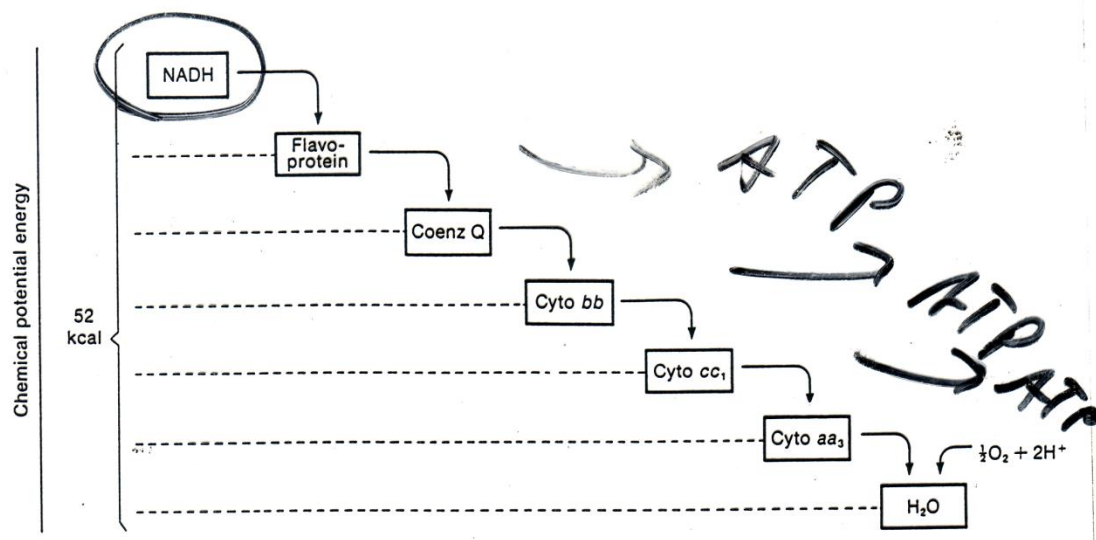 NADH
Flavo-
protein
ATP
Coenz Q
ATP
Cyto bb
52
kcal
Chemical potential energy
Cyto cc₁
ATP
Cyto aa₃
½O₂ + 2H⁺
H₂O